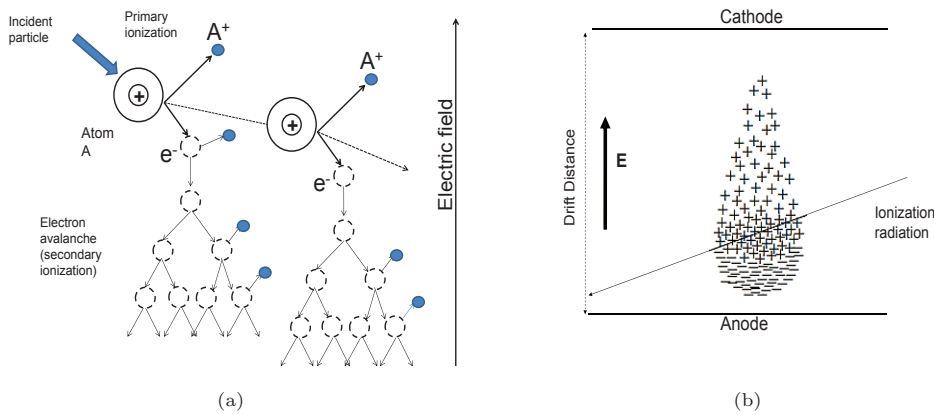 Incident
particle
Primary
ionization
A+
A+
+
+
Atom
A
e-
e-
Electron
avalanche
(secondary
ionization)
Electric field
(a)
Cathode
Drift Distance
E
Ionization
radiation
Anode
(b)